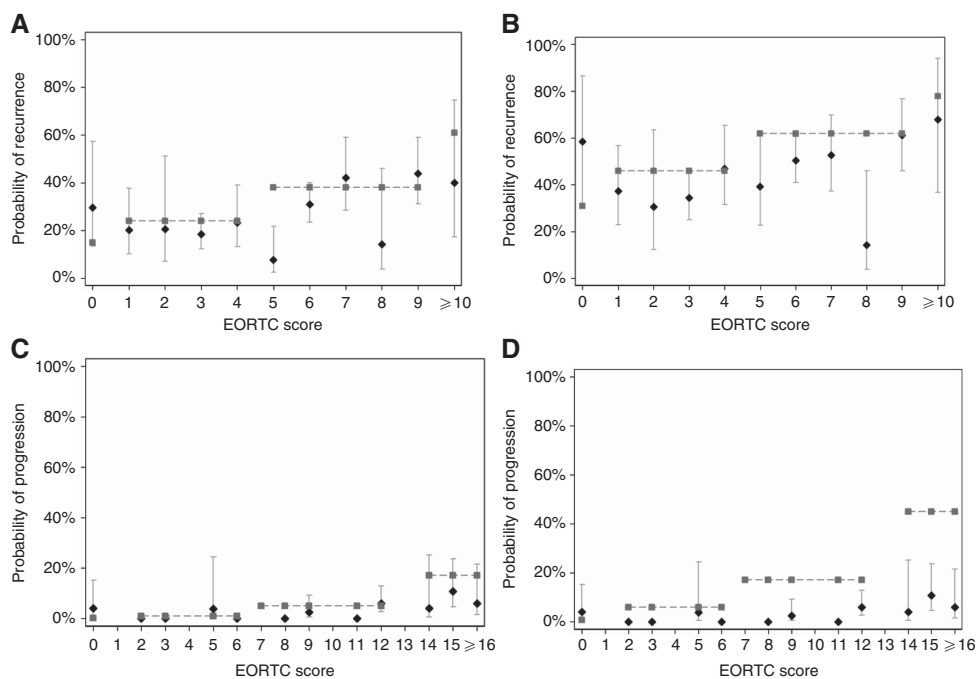 A
100%
80%
60%
40%
20%
0%
Probability of recurrence
0 1 2 3 4 5 6 7 8 9 ⩾10
EORTC score
B
100%
80%
60%
40%
20%
0%
Probability of recurrence
0 1 2 3 4 5 6 7 8 9 ⩾10
EORTC score
C
100%
80%
60%
40%
20%
0%
Probability of progression
0 1 2 3 4 5 6 7 8 9 10 11 12 13 14 15 ⩾16
EORTC score
D
100%
80%
60%
40%
20%
0%
Probability of progression
0 1 2 3 4 5 6 7 8 9 10 11 12 13 14 15 ⩾16
EORTC score